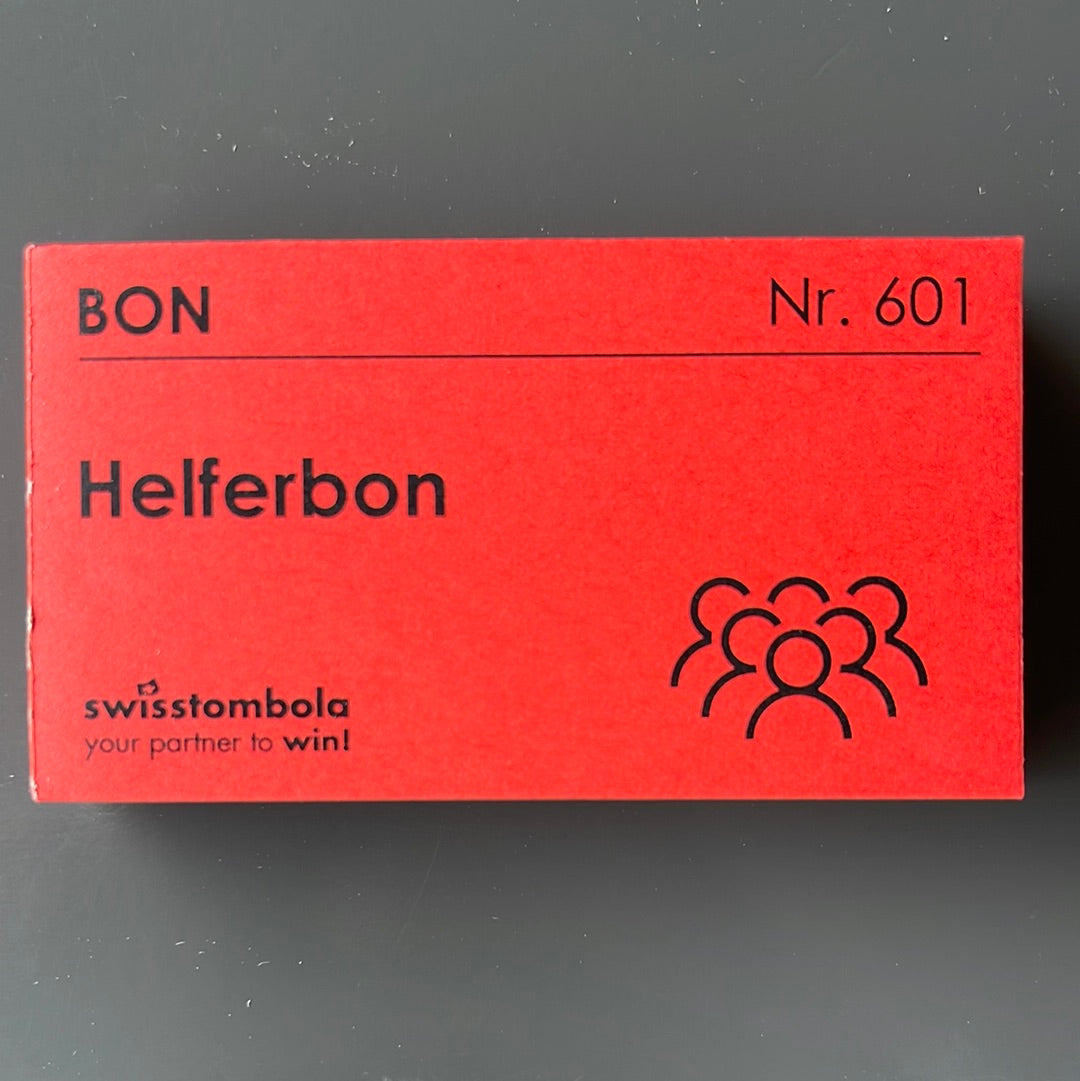 BON
Nr. 601
Helferbon
swisstombola
your partner to win!